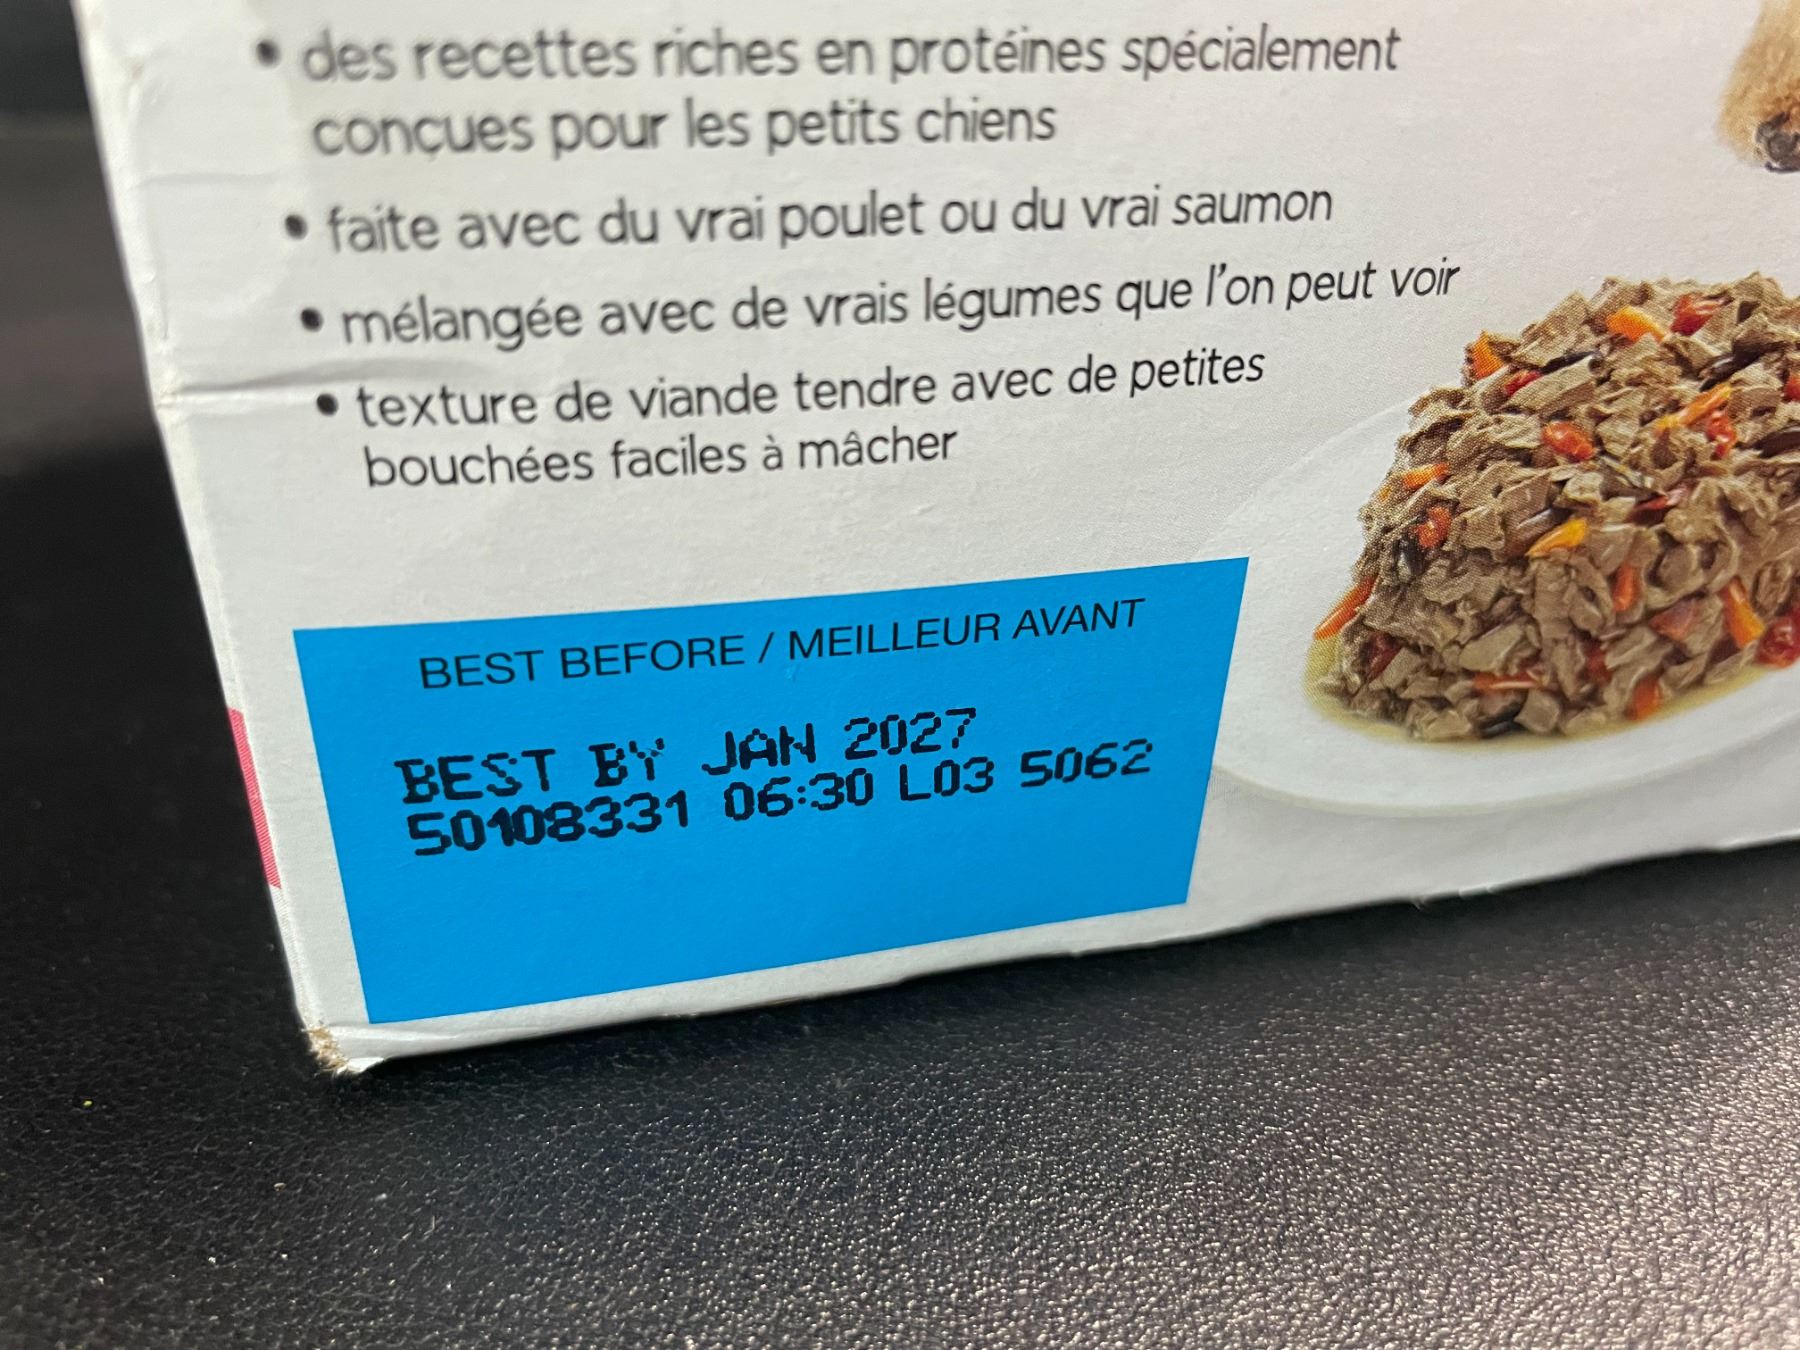 • des recettes riches en protéines spécialement
conçues pour les petits chiens
• faite avec du vrai poulet ou du vrai saumon
• mélangée avec de vrais légumes que l'on peut voir
• texture de viande tendre avec de petites
bouchées faciles à mâcher
BEST BEFORE / MEILLEUR AVANT
BEST BY JAN 2027
50108331 06:30 L03 5062